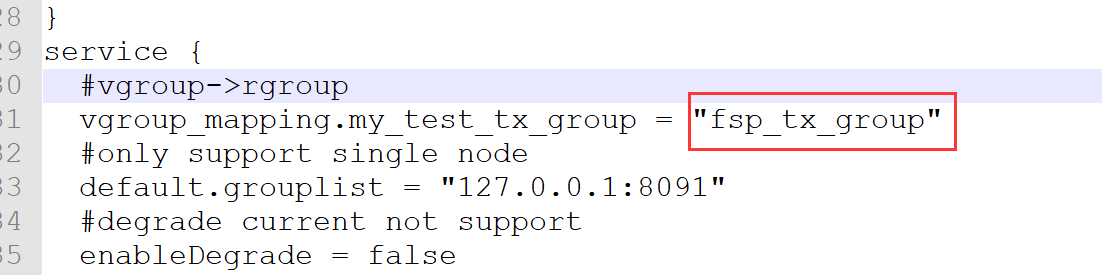 28 }
29 service {
30 #vgroup->rgroup
31 vgroup_mapping.my_test_tx_group = "fsp_tx_group"
32 #only support single node
33 default.grouplist = "127.0.0.1:8091"
34 #degrade current not support
35 enableDegrade = false